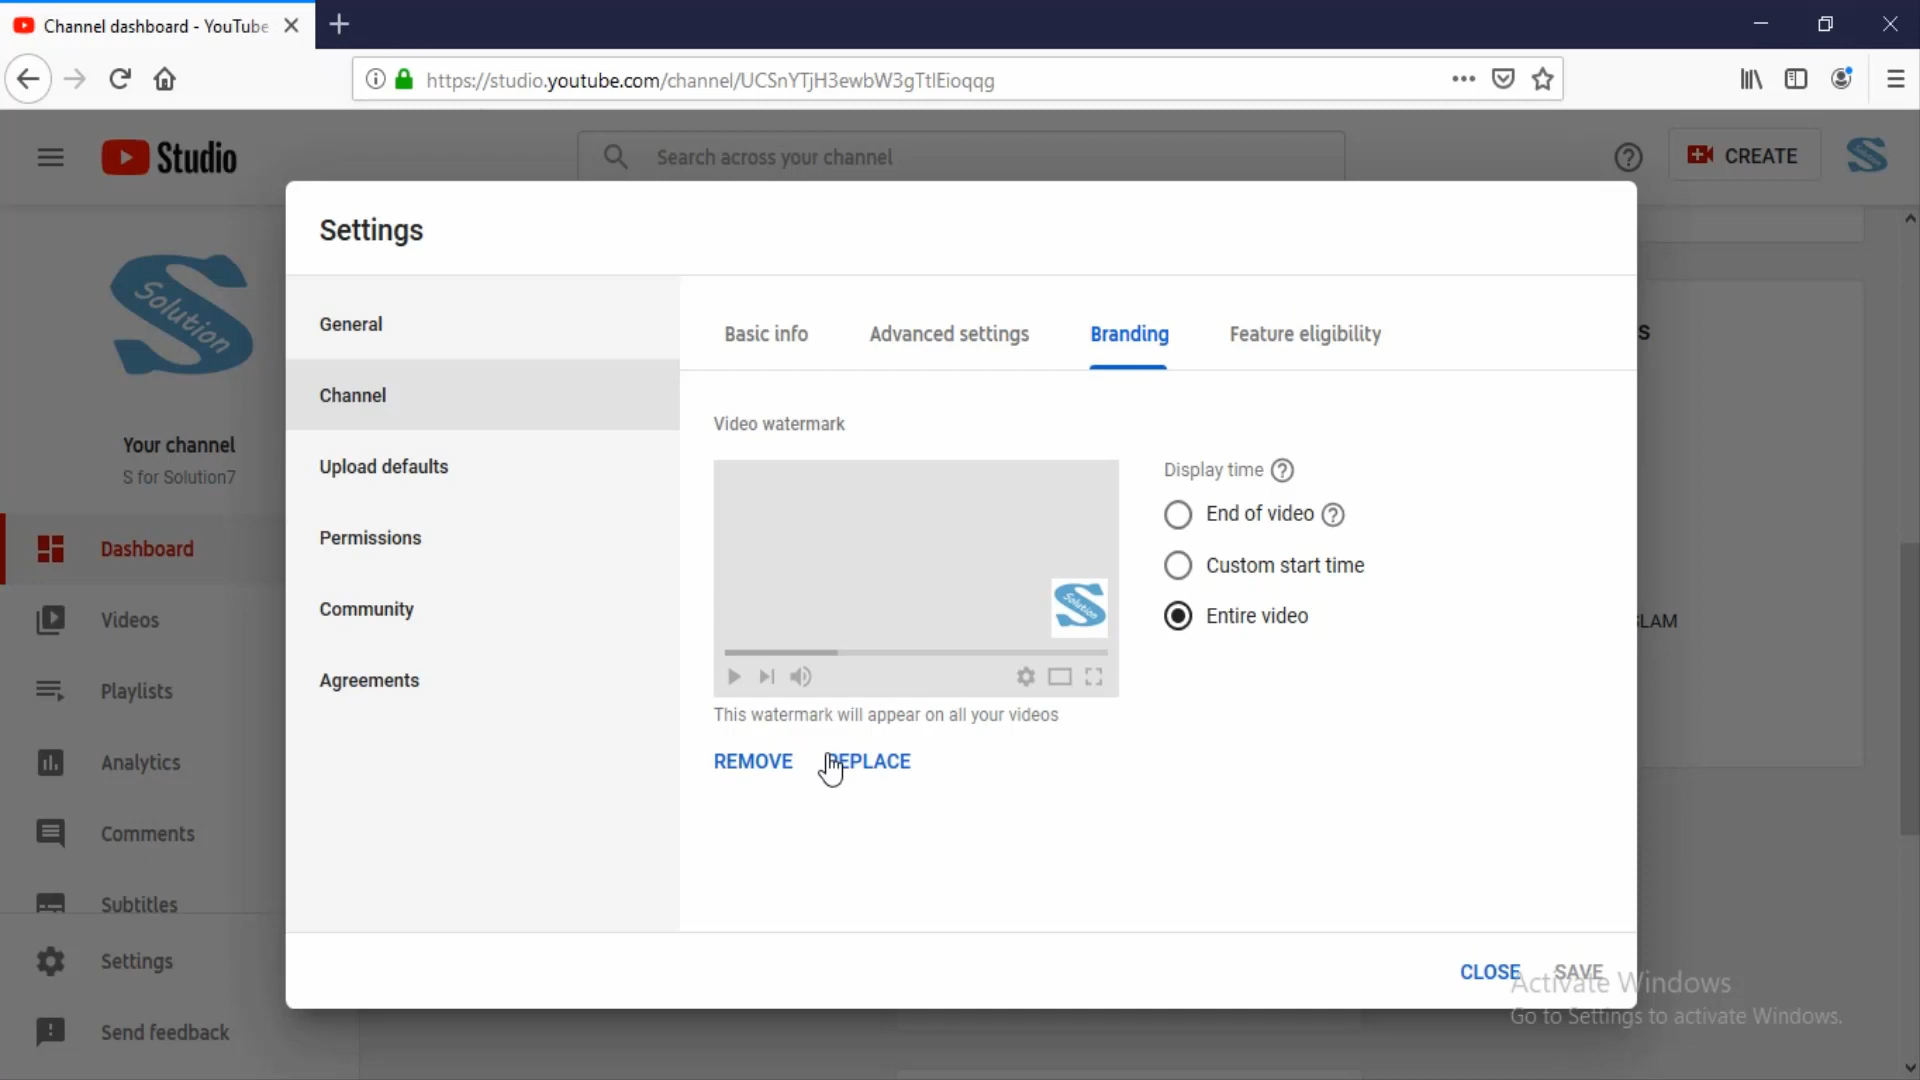 Channel dashboard - YouTube
https://studio.youtube.com/channel/UCSnYTjH3ewbW3gTtlEioqqg
Studio
Search across your channel
CREATE
Solution
Settings
General
Channel
Upload defaults
Permissions
Community
Agreements
Basic info
Advanced settings
Branding
Feature eligibility
Video watermark
Display time
End of video
Custom start time
Entire video
Solution
This watermark will appear on all your videos
REMOVE
REPLACE
CLOSE
SAVE
Solution
Your channel
S for Solution7
Dashboard
Videos
Playlists
Analytics
Comments
Subtitles
Settings
Send feedback
Activate Windows
Go to Settings to activate Windows.